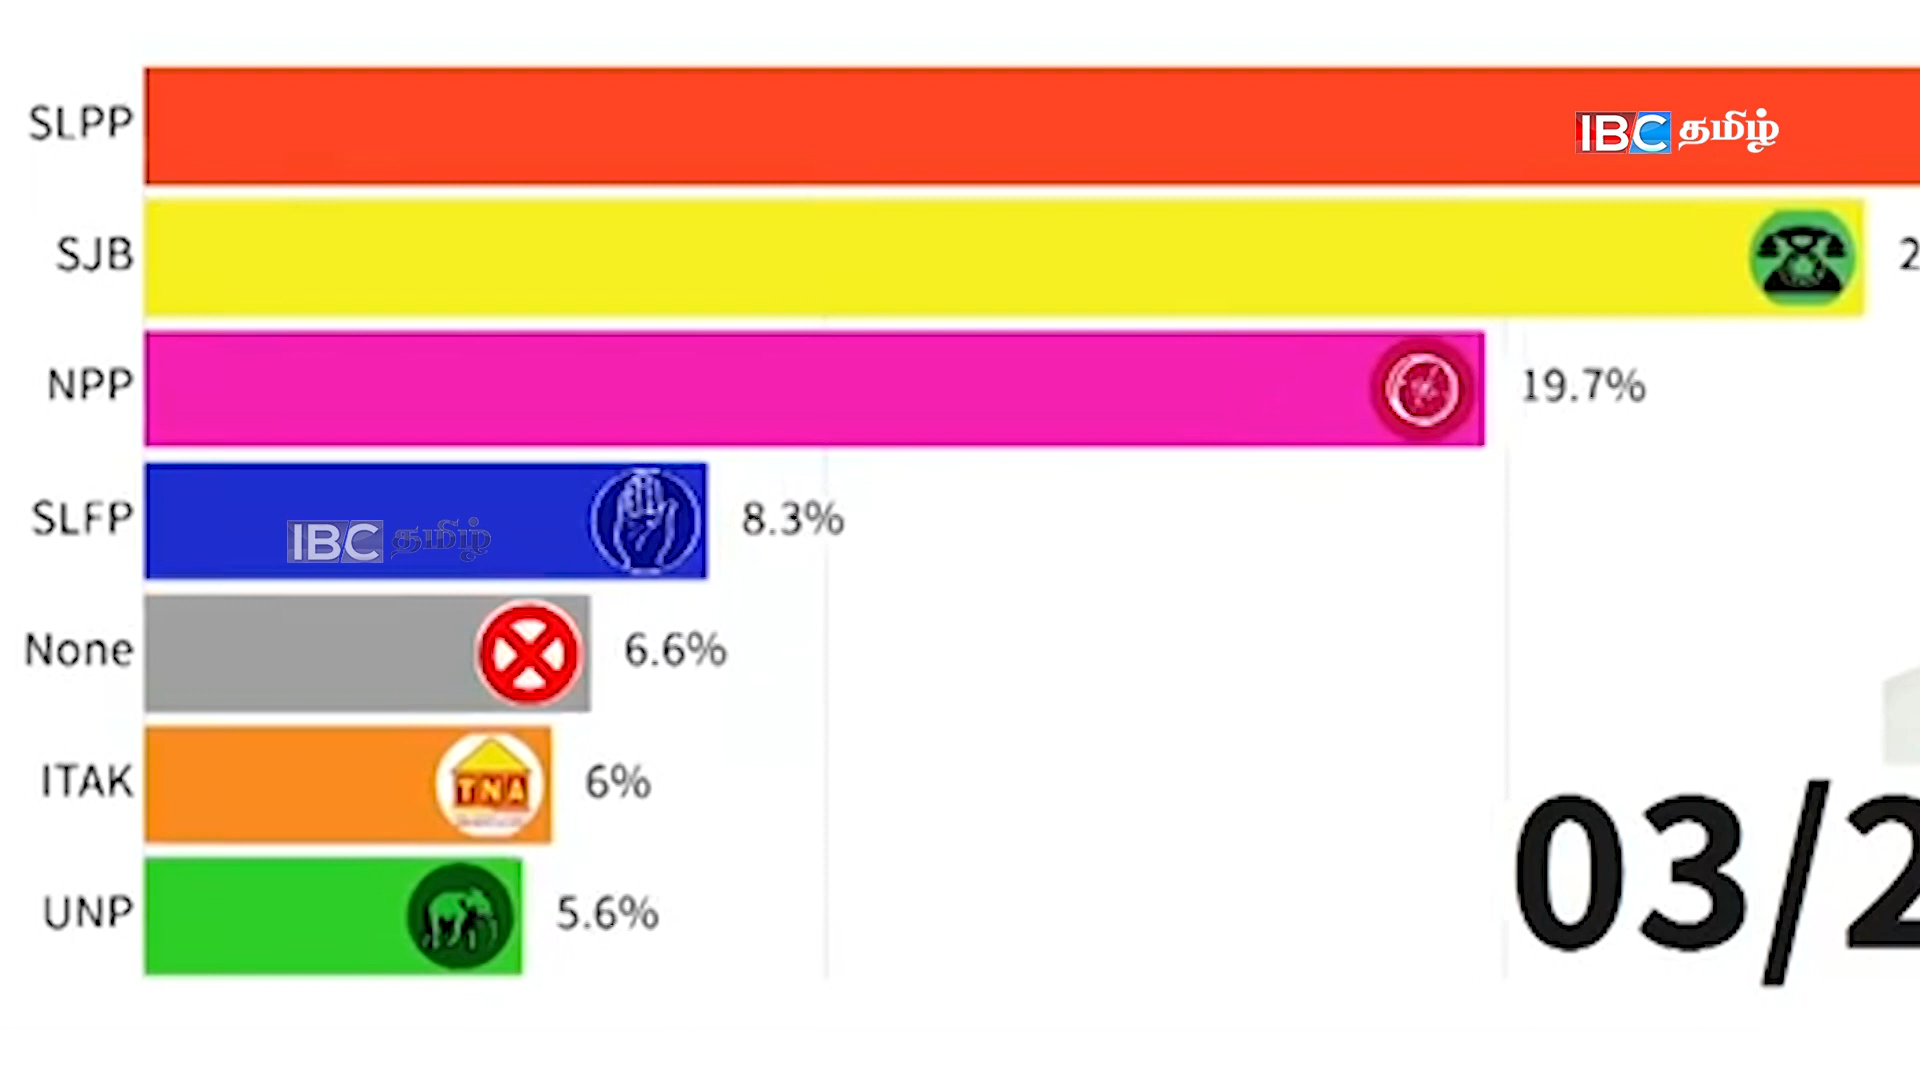 SLPP
IBC தமிழ்
SJB
2
NPP
19.7%
SLFP
IBC தமிழ்
8.3%
None
6.6%
ITAK
TNA
6%
UNP
5.6%
03/2